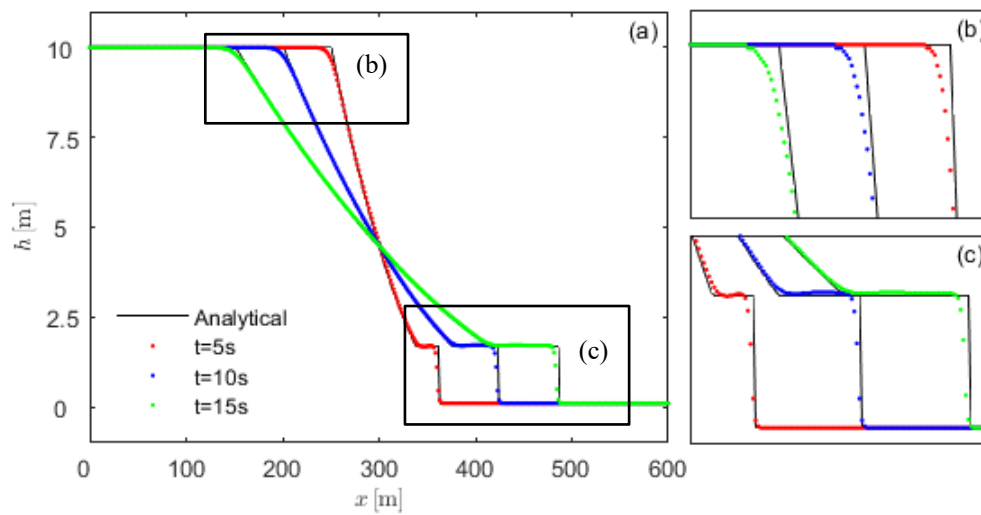 (a)
(b)
10
7.5
5
2.5
0
h [m]
(c)
Analytical
t=5s
t=10s
t=15s
0
100
200
300
400
500
600
x [m]
(b)
(c)